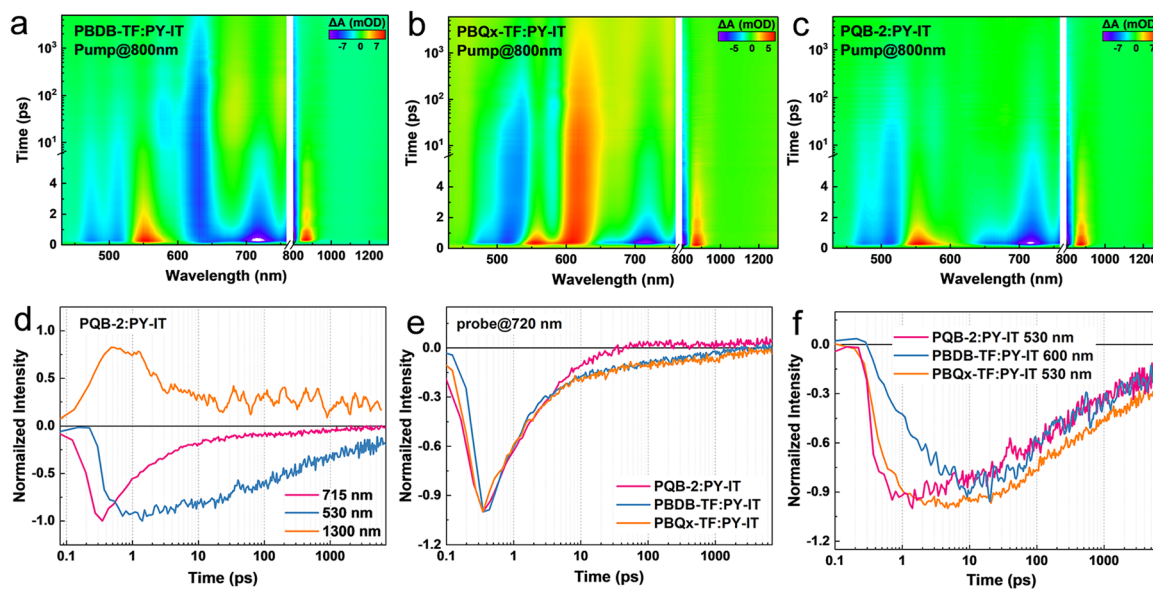 a
PBDB-TF:PY-IT
Pump@800nm
ΔA (mOD)
-7 0 7
10³
10²
10¹
4
2
0
Time (ps)
500 600 700 800 1000 1200
Wavelength (nm)
b
PBQx-TF:PY-IT
Pump@800nm
ΔA (mOD)
-5 0 5
10³
10²
10¹
4
2
0
Time (ps)
500 600 700 800 1000 1200
Wavelength (nm)
c
PQB-2:PY-IT
Pump@800nm
ΔA (mOD)
-7 0 7
10³
10²
10¹
4
2
0
Time (ps)
500 600 700 800 1000 1200
Wavelength (nm)
d
PQB-2:PY-IT
1.0
0.5
0.0
-0.5
-1.0
Normalized Intensity
715 nm
530 nm
1300 nm
0.1 1 10 100 1000
Time (ps)
e
probe@720 nm
0.0
-0.3
-0.6
-0.9
-1.2
Normalized Intensity
PQB-2:PY-IT
PBDB-TF:PY-IT
PBQx-TF:PY-IT
0.1 1 10 100 1000
Time (ps)
f
PQB-2:PY-IT 530 nm
PBDB-TF:PY-IT 600 nm
PBQx-TF:PY-IT 530 nm
0.0
-0.3
-0.6
-0.9
-1.2
Normalized Intensity
0.1 1 10 100 1000
Time (ps)